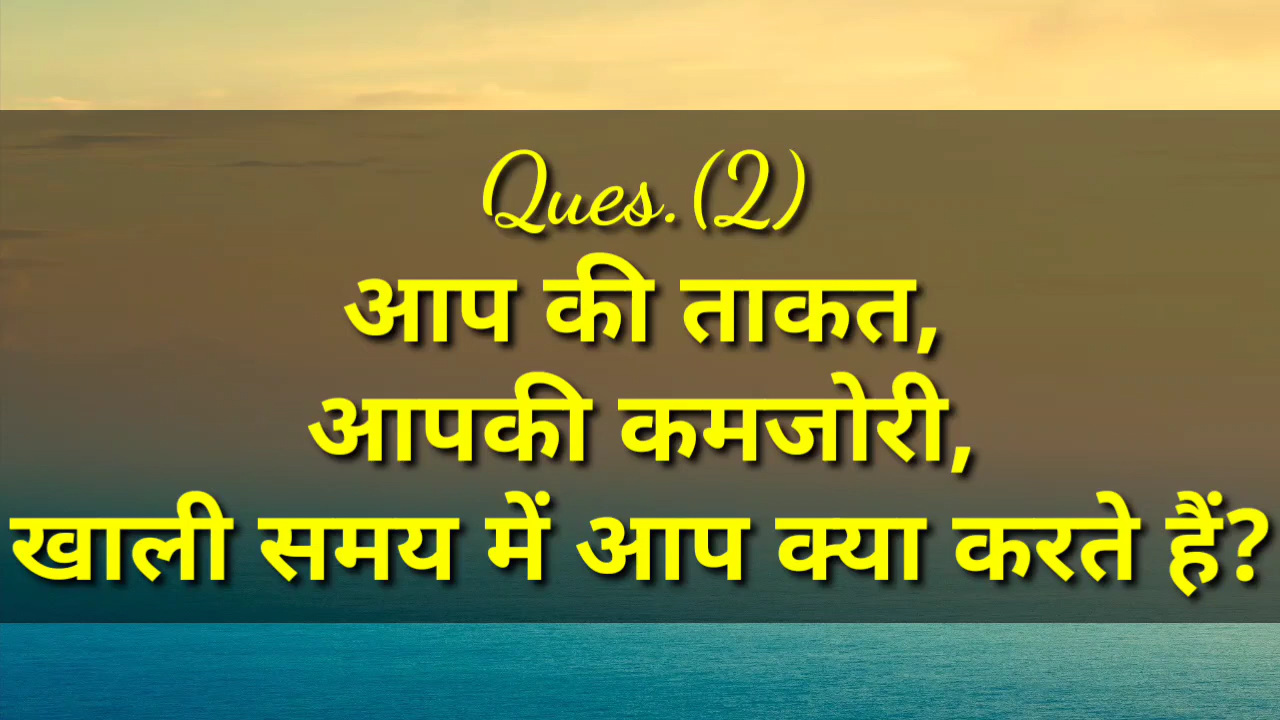 Ques.(2)
आप की ताकत,
आपकी कमजोरी,
खाली समय में आप क्या करते हैं?